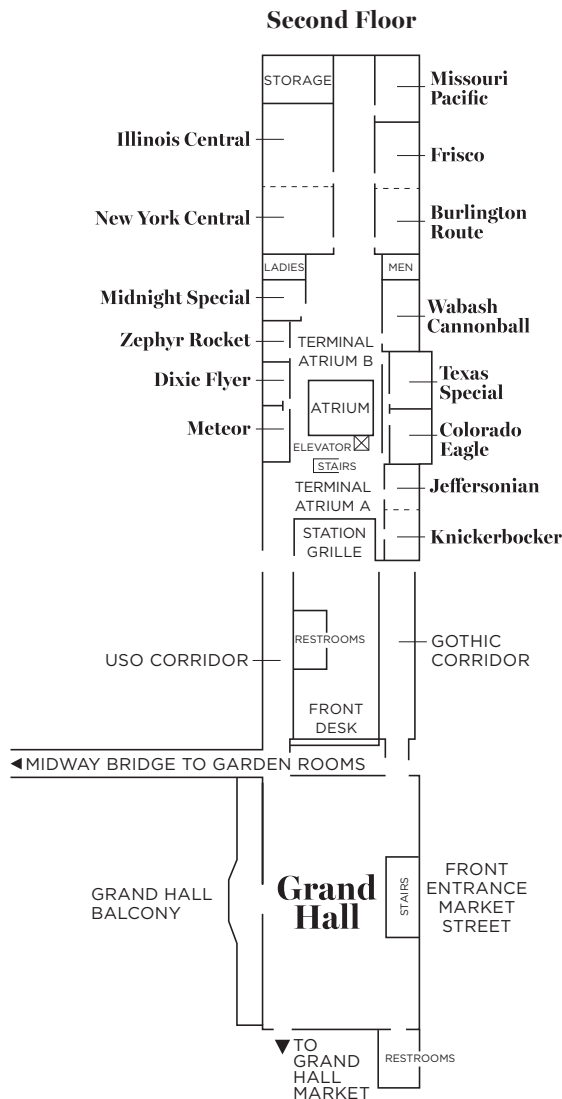 Second Floor
STORAGE
Missouri
Pacific
Illinois Central
Frisco
New York Central
Burlington
Route
LADIES
MEN
Midnight Special
Wabash
Cannonball
Zephyr Rocket
TERMINAL
ATRIUM B
Dixie Flyer
Texas
Special
ATRIUM
Meteor
Colorado
Eagle
ELEVATOR
STAIRS
TERMINAL
ATRIUM A
Jeffersonian
STATION
GRILLE
Knickerbocker
RESTROOMS
USO CORRIDOR
GOTHIC
CORRIDOR
FRONT
DESK
MIDWAY BRIDGE TO GARDEN ROOMS
GRAND HALL
BALCONY
Grand
Hall
STAIRS
FRONT
ENTRANCE
MARKET
STREET
TO
GRAND
HALL
MARKET
RESTROOMS